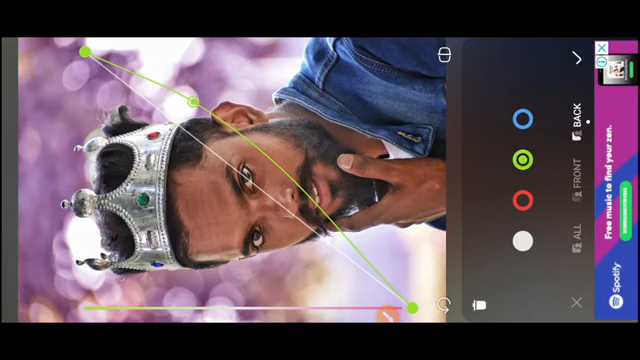 BACK
FRONT
ALL
Free music to find your zen.
Spotify